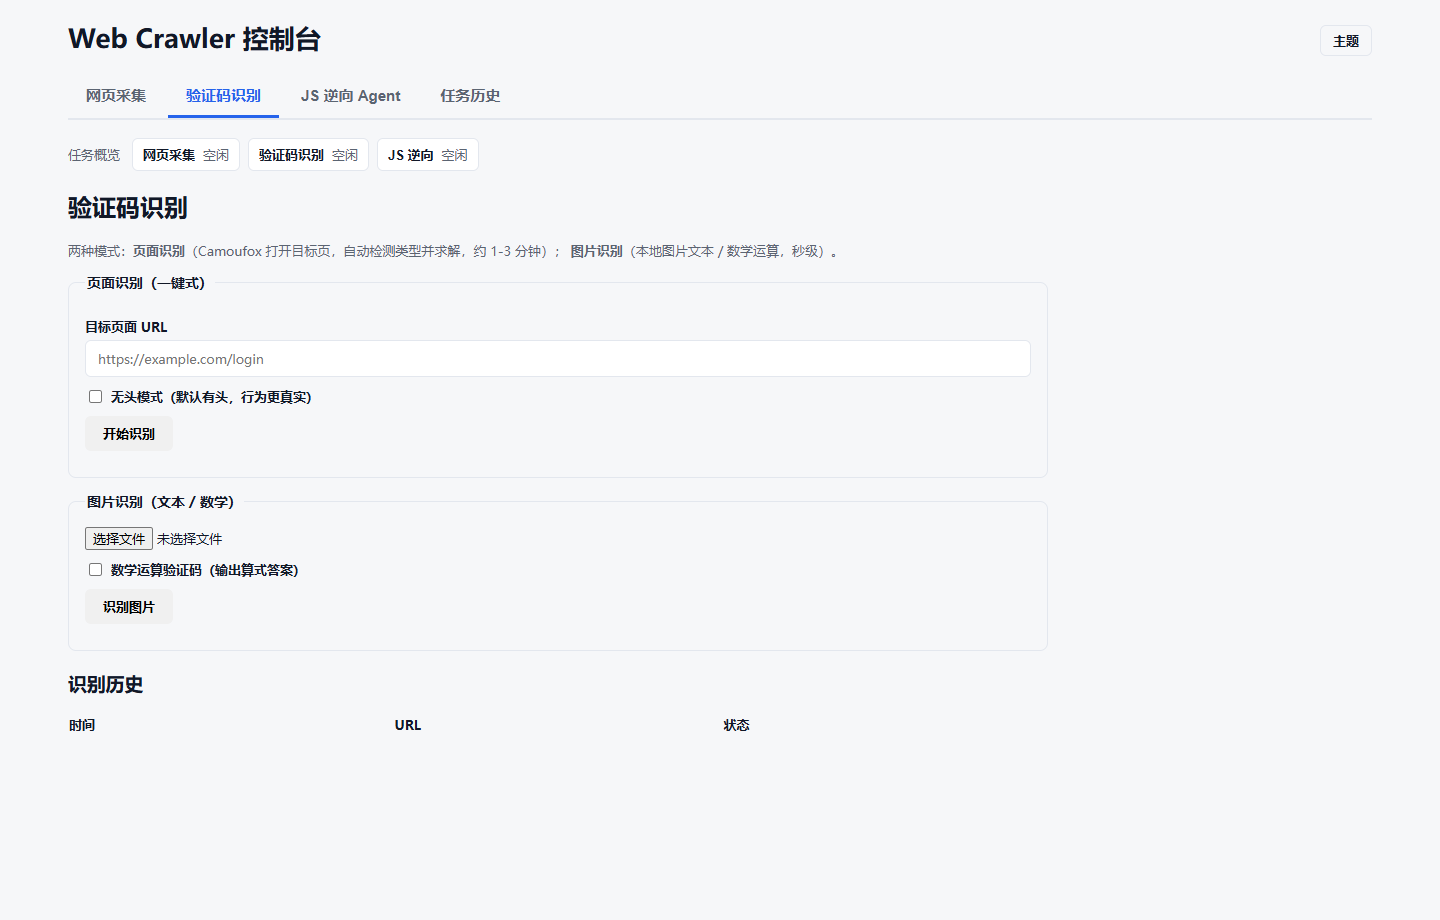 Web Crawler 控制台
主题
网页采集 验证码识别 JS 逆向 Agent 任务历史
任务概览 网页采集 空闲 验证码识别 空闲 JS 逆向 空闲
验证码识别
两种模式：页面识别（Camoufox 打开目标页，自动检测类型并求解，约 1-3 分钟）； 图片识别（本地图片文本 / 数学运算，秒级）。
页面识别（一键式）
目标页面 URL
https://example.com/login
无头模式（默认有头，行为更真实）
开始识别
图片识别（文本 / 数学）
选择文件 未选择文件
数学运算验证码（输出算式答案）
识别图片
识别历史
时间 URL 状态